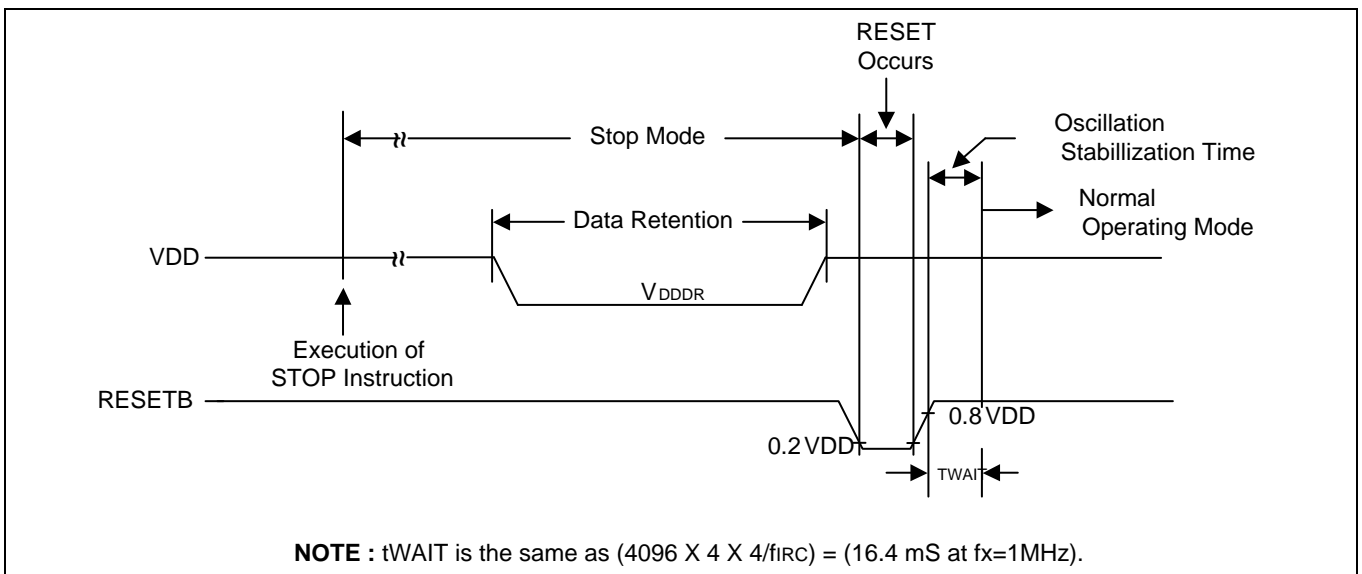 RESET
Occurs
Oscillation
Stabillization Time
Stop Mode
Normal
Operating Mode
Data Retention
VDD
VDDDR
Execution of
STOP Instruction
RESETB
0.8 VDD
0.2 VDD
TWAIT
NOTE : tWAIT is the same as (4096 X 4 X 4/fIRC) = (16.4 mS at fx=1MHz).